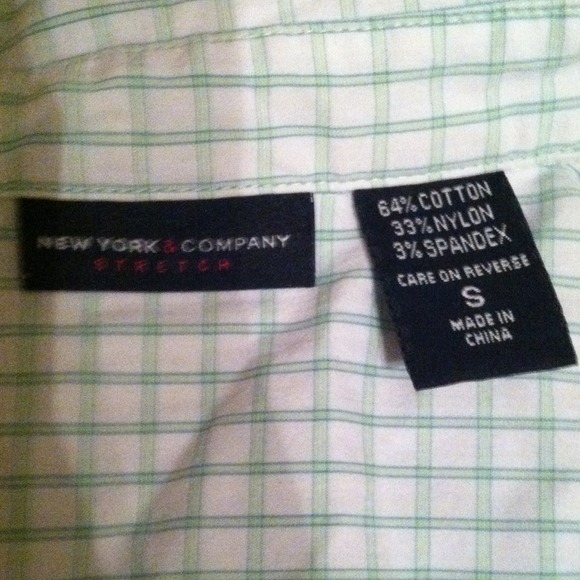 NEW YORK & COMPANY
STRETCH
64% COTTON
33% NYLON
3% SPANDEX
CARE ON REVERSE
S
MADE IN
CHINA